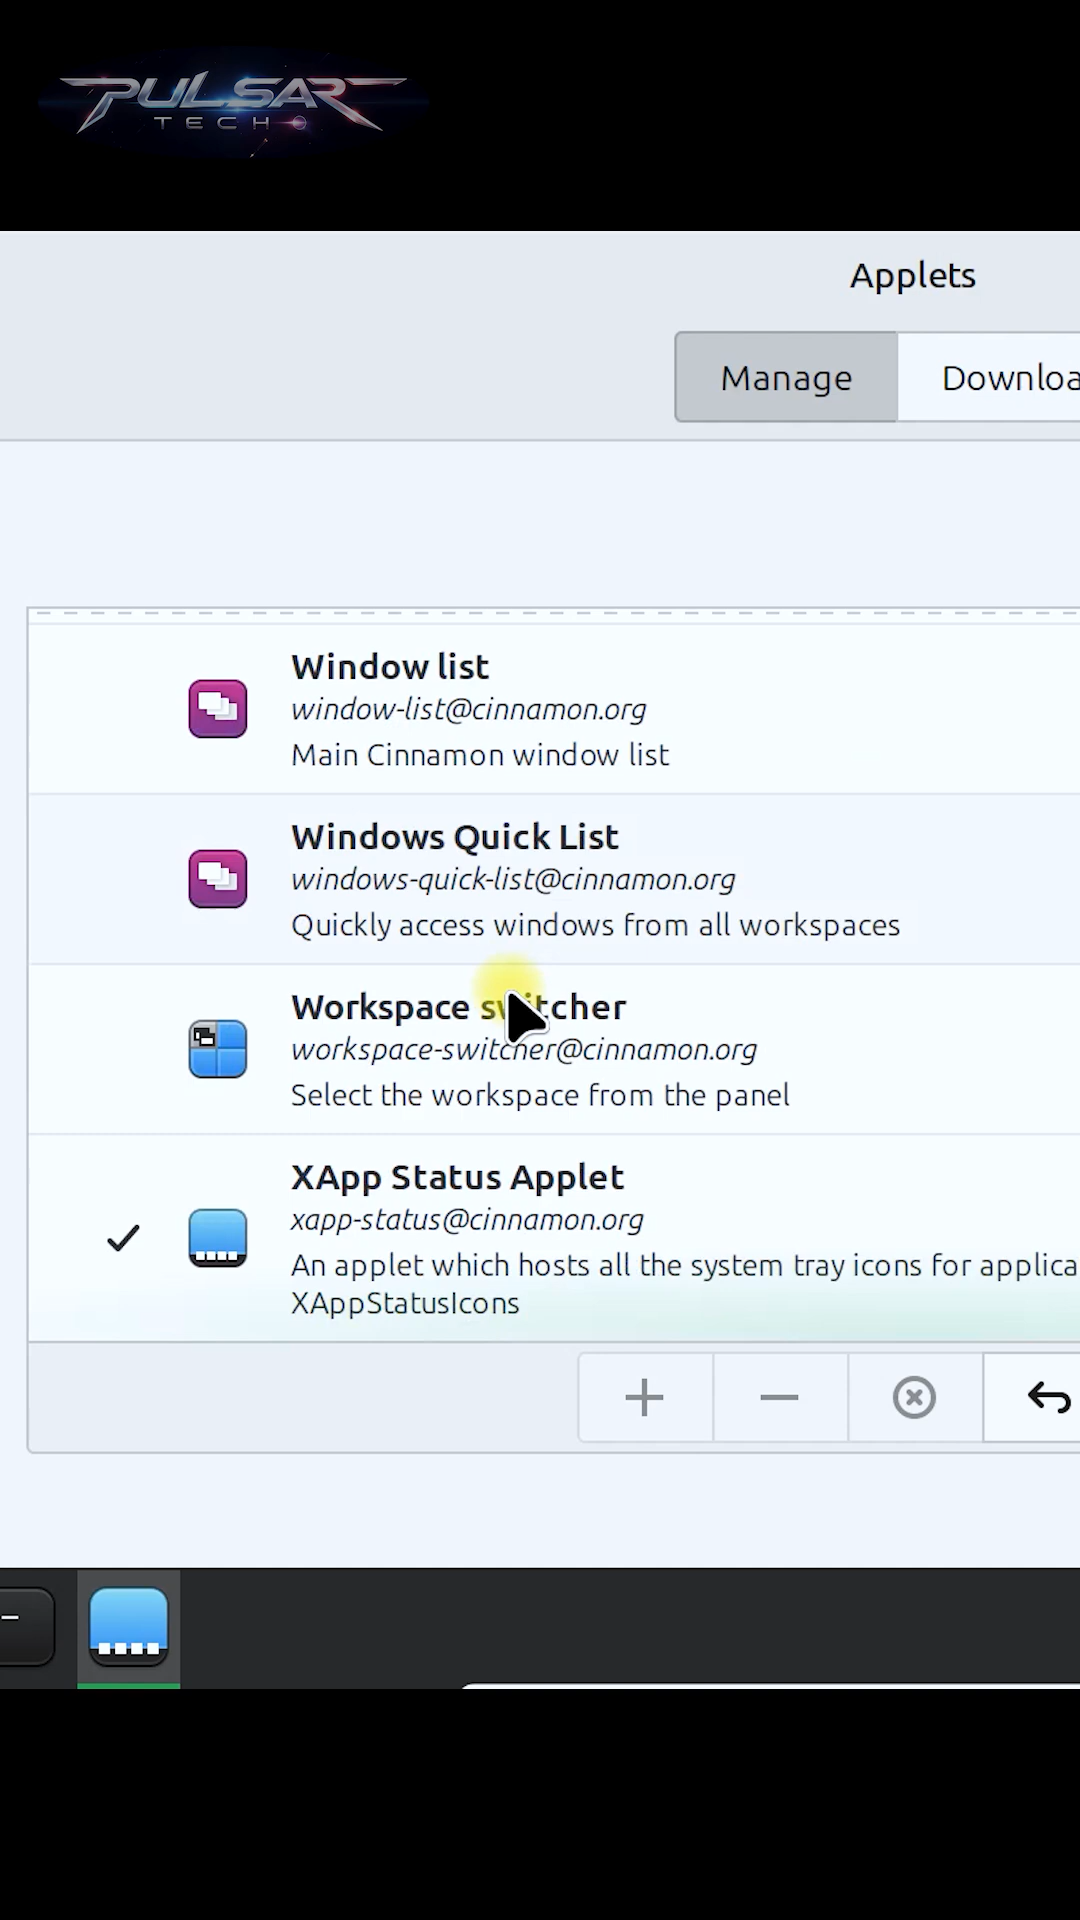 PULSAR
TECH
Applets
Manage
Downloa
Window list
window-list@cinnamon.org
Main Cinnamon window list
Windows Quick List
windows-quick-list@cinnamon.org
Quickly access windows from all workspaces
Workspace switcher
workspace-switcher@cinnamon.org
Select the workspace from the panel
XApp Status Applet
xapp-status@cinnamon.org
An applet which hosts all the system tray icons for applica
XAppStatusIcons